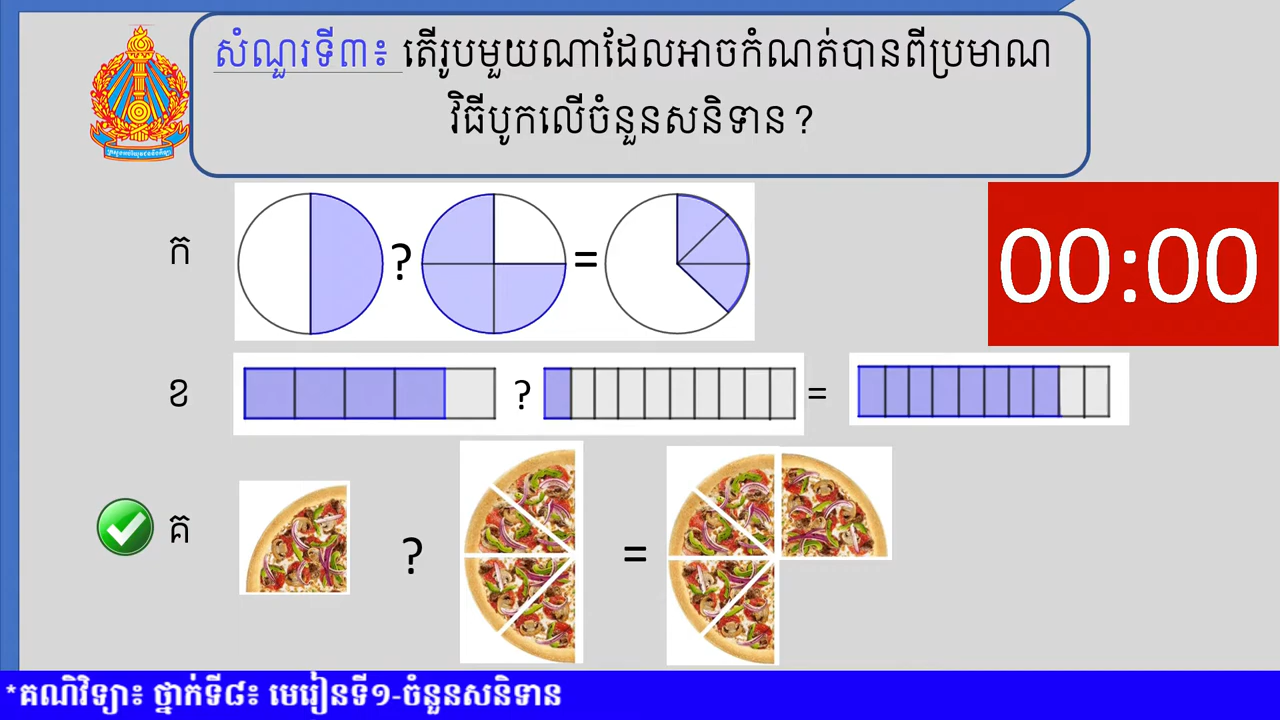 សំណួរទី៣៖ តើរូបមួយណាដែលអាចកំណត់បានពីប្រមាណ
វិធីបូកលើចំនួនសនិទាន ?
00:00
ក
? =
ខ
? =
គ
? =
*គណិវិទ្យា៖ ថ្នាក់ទី៨៖ មេរៀនទី១-ចំនួនសនិទាន